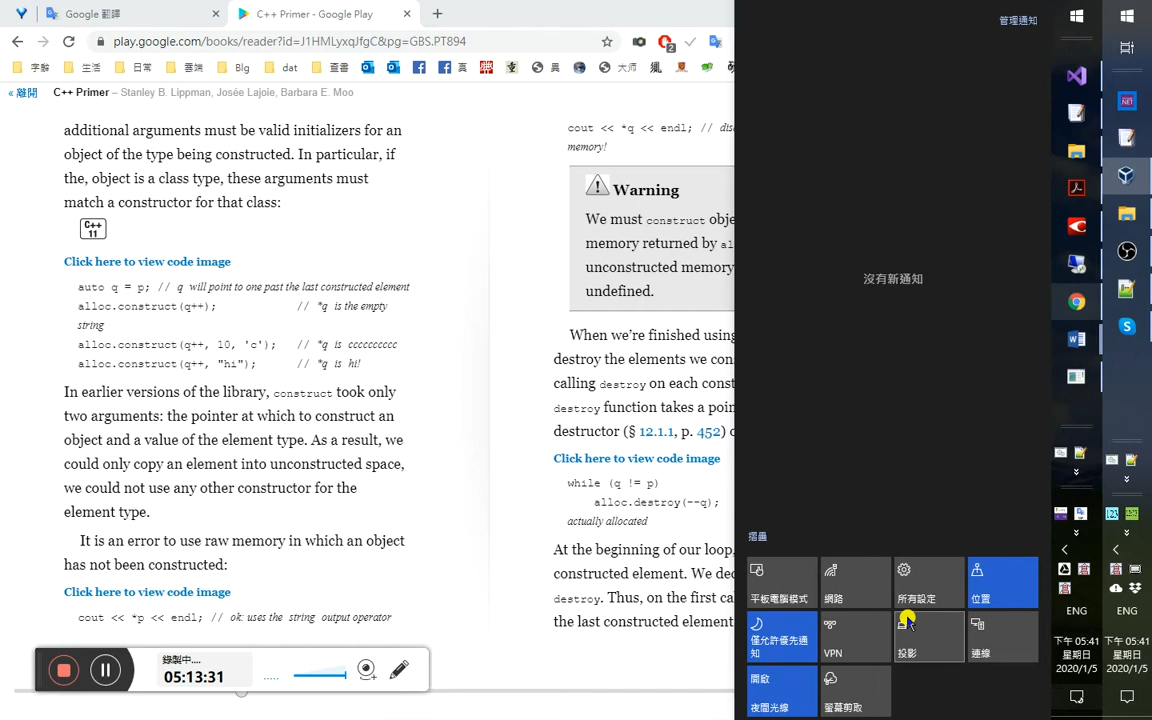 Google 翻譯
C++ Primer - Google Play
play.google.com/books/reader?id=J1HMLyxqJfgC&pg=GBS.PT894
2
字辭
生活
日常
雲端
Blg
dat
查書
真
異
大师
« 離開
C++ Primer – Stanley B. Lippman, Josée Lajoie, Barbara E. Moo
additional arguments must be valid initializers for an
object of the type being constructed. In particular, if
the, object is a class type, these arguments must
match a constructor for that class:
C++
11
Click here to view code image
auto q = p; // q will point to one past the last constructed element
alloc.construct(q++); // *q is the empty
string
alloc.construct(q++, 10, 'c'); // *q is cccccccccc
alloc.construct(q++, "hi"); // *q is hi!
In earlier versions of the library, construct took only
two arguments: the pointer at which to construct an
object and a value of the element type. As a result, we
could only copy an element into unconstructed space,
we could not use any other constructor for the
element type.
It is an error to use raw memory in which an object
has not been constructed:
Click here to view code image
cout << *p << endl; // ok: uses the string output operator
cout << *q << endl; // dis
memory!
Warning
We must construct obje
memory returned by al
unconstructed memory
undefined.
When we're finished using
destroy the elements we cons
calling destroy on each const
destroy function takes a poin
destructor (§ 12.1.1, p. 452) o
Click here to view code image
while (q != p)
alloc.destroy(--q);
actually allocated
At the beginning of our loop,
constructed element. We dec
destroy. Thus, on the first cal
the last constructed element
錄製中....
05:13:31
管理通知
沒有新通知
摺疊
平板電腦模式
網路
所有設定
位置
僅允許優先通知
VPN
投影
連線
開啟
夜間光線
螢幕剪取
ENG
下午 05:41
星期日
2020/1/5
.NET
123
ENG
下午 05:41
星期日
2020/1/5